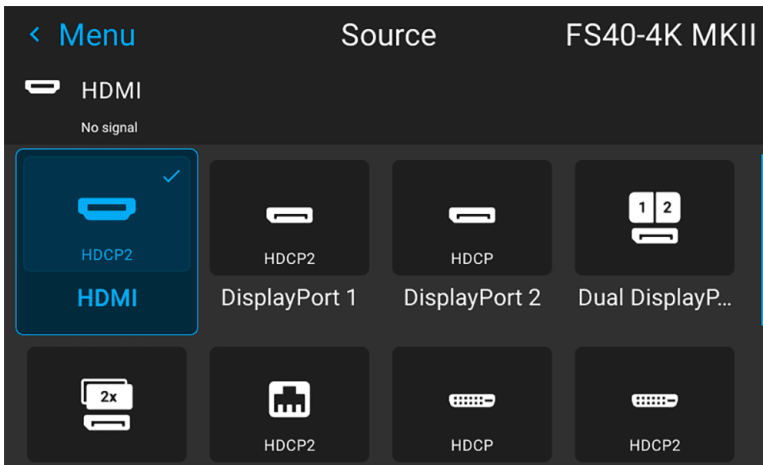 Menu
Source
FS40-4K MKII
HDMI
No signal
HDCP2
HDCP2
HDCP
1 2
HDMI
DisplayPort 1
DisplayPort 2
Dual DisplayP...
2x
HDCP2
HDCP
HDCP2